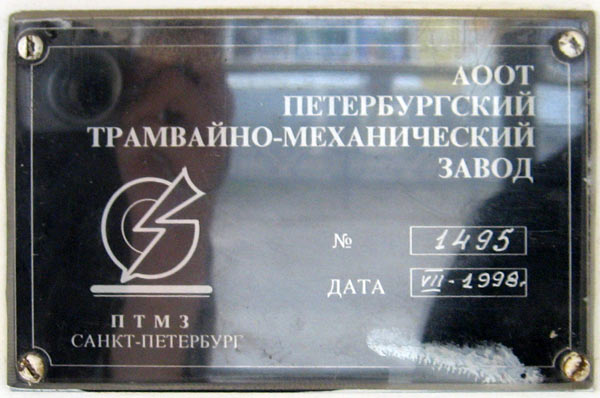 АООТ
ПЕТЕРБУРГСКИЙ
ТРАМВАЙНО-МЕХАНИЧЕСКИЙ
ЗАВОД
№ 1495
ДАТА VII-1998г.
ПТМЗ
САНКТ-ПЕТЕРБУРГ